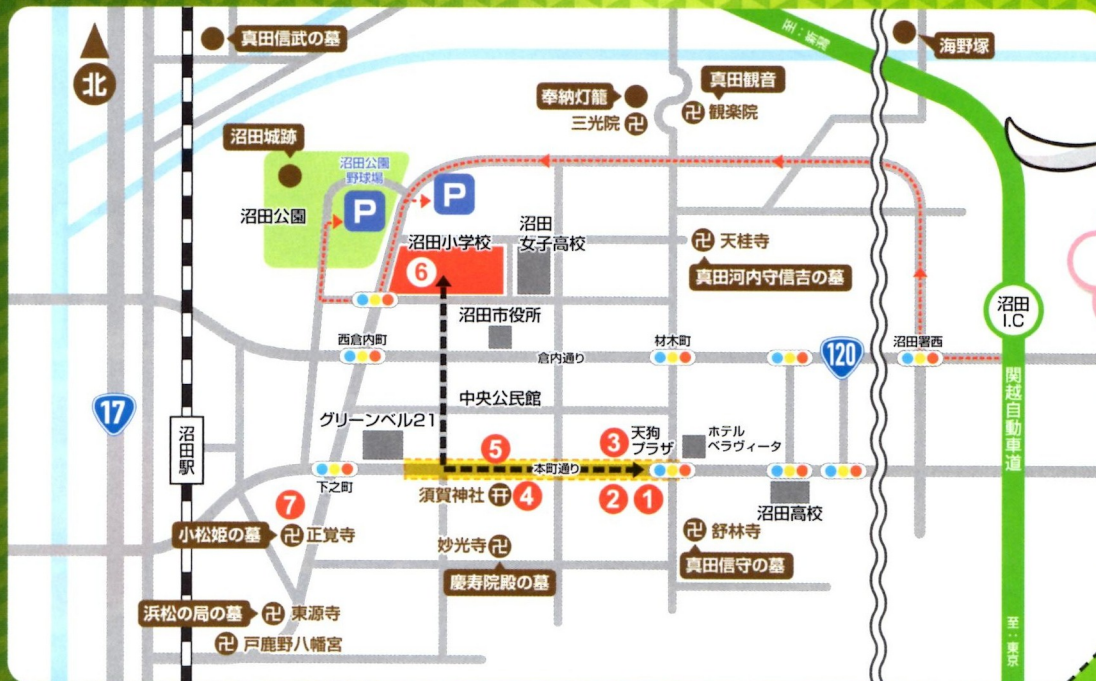 北
真田信武の墓
至:新潟
海野塚
沼田城跡
奉納灯籠
三光院
真田観音
観楽院
沼田公園
野球場
P
P
沼田公園
沼田小学校
6
沼田
女子高校
天桂寺
真田河内守信吉の墓
沼田
I.C
沼田市役所
西倉内町
倉内通り
材木町
120
沼田署西
関越自動車道
17
沼田駅
中央公民館
グリーンベル21
5
3
天狗
プラザ
ホテル
ベラヴィータ
本町通り
下之町
須賀神社
4
2
1
沼田高校
7
小松姫の墓
正覚寺
妙光寺
慶寿院殿の墓
舒林寺
真田信守の墓
浜松の局の墓
東源寺
戸鹿野八幡宮
至:東京